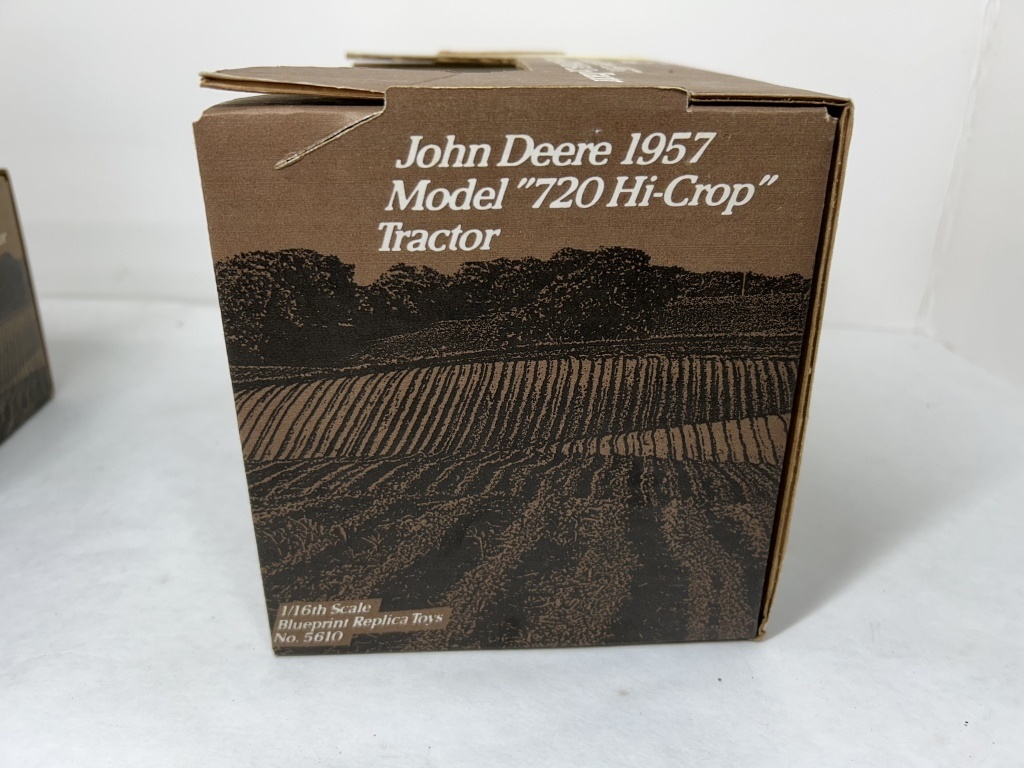 John Deere 1957
Model "720 Hi-Crop"
Tractor
1/16th Scale
Blueprint Replica Toys
No. 5610